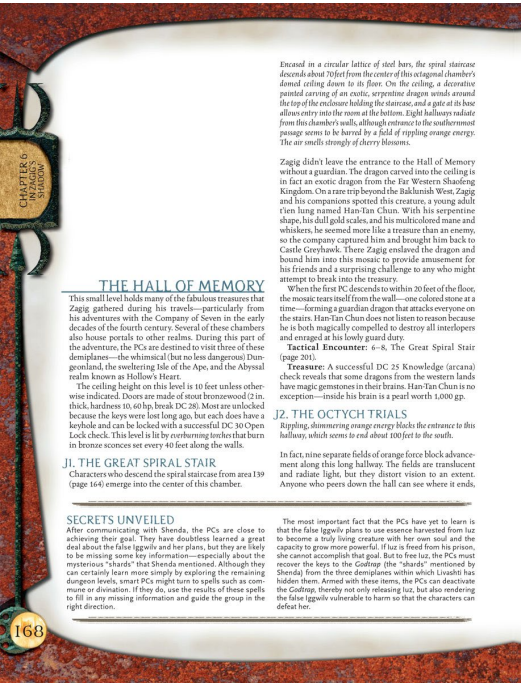 CHAPTER 6:
IN ZAGIG'S
SHADOW
THE HALL OF MEMORY
This small level holds many of the fabulous treasures that
Zagig gathered during his travels—particularly from
his adventures with the Company of Seven in the early
decades of the fourth century. Several of these chambers
also house portals to other realms. During this part of
the adventure, the PCs are destined to visit three of these
demiplanes—the whimsical (but no less dangerous) Dun-
geonland, the sweltering Isle of the Ape, and the Abyssal
realm known as Hollow's Heart.
The ceiling height on this level is 10 feet unless other-
wise indicated. Doors are made of stout bronzewood (2 in.
thick, hardness 10, 60 hp, break DC 28). Most are unlocked
because the keys were lost long ago, but each does have a
keyhole and can be locked with a successful DC 30 Open
Lock check. This level is lit by everburning torches that burn
in bronze sconces set every 40 feet along the walls.
J1. THE GREAT SPIRAL STAIR
Characters who descend the spiral staircase from area I39
(page 164) emerge into the center of this chamber.
Encased in a circular lattice of steel bars, the spiral staircase
descends about 70 feet from the center of this octagonal chamber's
domed ceiling down to its floor. On the ceiling, a decorative
painted carving of an exotic, serpentine dragon winds around
the top of the enclosure holding the staircase, and a gate at its base
allows entry into the room at the bottom. Eight hallways radiate
from this chamber's walls, although entrance to the southernmost
passage seems to be barred by a field of rippling orange energy.
The air smells strongly of cherry blossoms.
Zagig didn't leave the entrance to the Hall of Memory
without a guardian. The dragon carved into the ceiling is
in fact an exotic dragon from the Far Western Shaofeng
Kingdom. On a rare trip beyond the Baklunish West, Zagig
and his companions spotted this creature, a young adult
t'ien lung named Han-Tan Chun. With his serpentine
shape, his dull gold scales, and his multicolored mane and
whiskers, he seemed more like a treasure than an enemy,
so the company captured him and brought him back to
Castle Greyhawk. There Zagig enslaved the dragon and
bound him into this mosaic to provide amusement for
his friends and a surprising challenge to any who might
attempt to break into the treasury.
When the first PC descends to within 20 feet of the floor,
the mosaic tears itself from the wall—one colored stone at a
time—forming a guardian dragon that attacks everyone on
the stairs. Han-Tan Chun does not listen to reason because
he is both magically compelled to destroy all interlopers
and enraged at his lowly guard duty.
Tactical Encounter: 6–8, The Great Spiral Stair
(page 201).
Treasure: A successful DC 25 Knowledge (arcana)
check reveals that some dragons from the western lands
have magic gemstones in their brains. Han-Tan Chun is no
exception—inside his brain is a pearl worth 1,000 gp.
J2. THE OCTYCH TRIALS
Rippling, shimmering orange energy blocks the entrance to this
hallway, which seems to end about 100 feet to the south.
In fact, nine separate fields of orange force block advance-
ment along this long hallway. The fields are translucent
and radiate light, but they distort vision to an extent.
Anyone who peers down the hall can see where it ends,
SECRETS UNVEILED
After communicating with Shenda, the PCs are close to
achieving their goal. They have doubtless learned a great
deal about the false Iggwilv and her plans, but they are likely
to be missing some key information—especially about the
mysterious "shards" that Shenda mentioned. Although they
can certainly learn more simply by exploring the remaining
dungeon levels, smart PCs might turn to spells such as com-
mune or divination. If they do, use the results of these spells
to fill in any missing information and guide the group in the
right direction.
The most important fact that the PCs have yet to learn is
that the false Iggwilv plans to use essence harvested from Iuz
to become a truly living creature with her own soul and the
capacity to grow more powerful. If Iuz is freed from his prison,
she cannot accomplish that goal. But to free Iuz, the PCs must
recover the keys to the Godtrap (the "shards" mentioned by
Shenda) from the three demiplanes within which Livashti has
hidden them. Armed with these items, the PCs can deactivate
the Godtrap, thereby not only releasing Iuz, but also rendering
the false Iggwilv vulnerable to harm so that the characters can
defeat her.
168